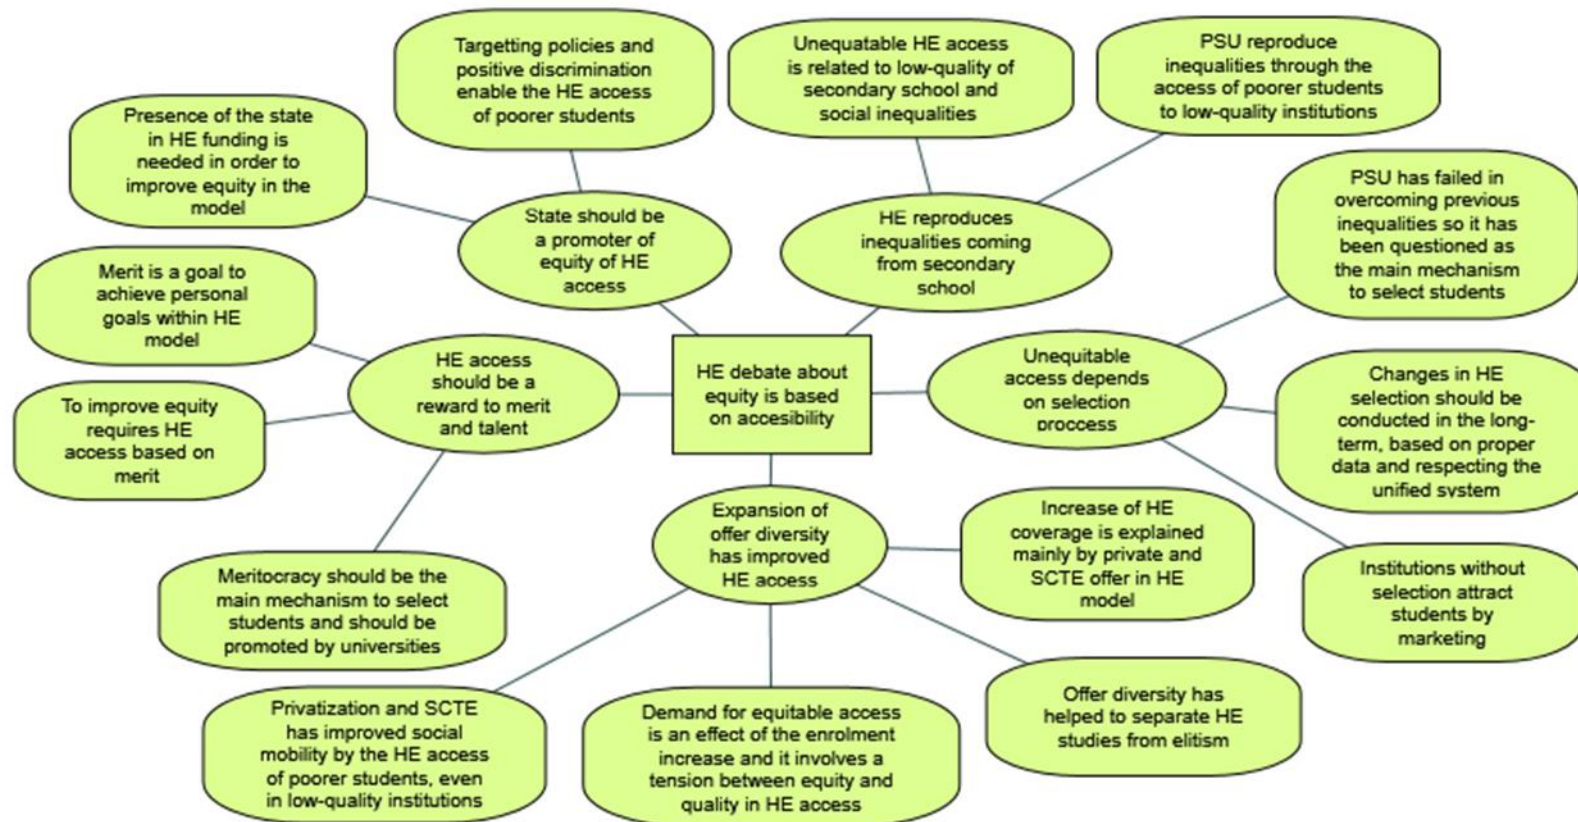 Targetting policies and
positive discrimination
enable the HE access
of poorer students
Unequatable HE access
is related to low-quality of
secondary school and
social inequalities
PSU reproduce
inequalities through the
access of poorer students
to low-quality institutions
Presence of the state
in HE funding is
needed in order to
improve equity in the
model
State should be
a promoter of
equity of HE
access
HE reproduces
inequalities coming
from secondary
school
PSU has failed in
overcoming previous
inequalities so it has
been questioned as
the main mechanism
to select students
Merit is a goal to
achieve personal
goals within HE
model
HE access
should be a
reward to merit
and talent
HE debate about
equity is based
on accesibility
Unequitable
access depends
on selection
proccess
Changes in HE
selection should be
conducted in the long-
term, based on proper
data and respecting the
unified system
To improve equity
requires HE
access based on
merit
Expansion of
offer diversity
has improved
HE access
Increase of HE
coverage is explained
mainly by private and
SCTE offer in HE
model
Institutions without
selection attract
students by
marketing
Meritocracy should be the
main mechanism to select
students and should be
promoted by universities
Privatization and SCTE
has improved social
mobility by the HE access
of poorer students, even
in low-quality institutions
Demand for equitable access
is an effect of the enrolment
increase and it involves a
tension between equity and
quality in HE access
Offer diversity has
helped to separate HE
studies from elitism